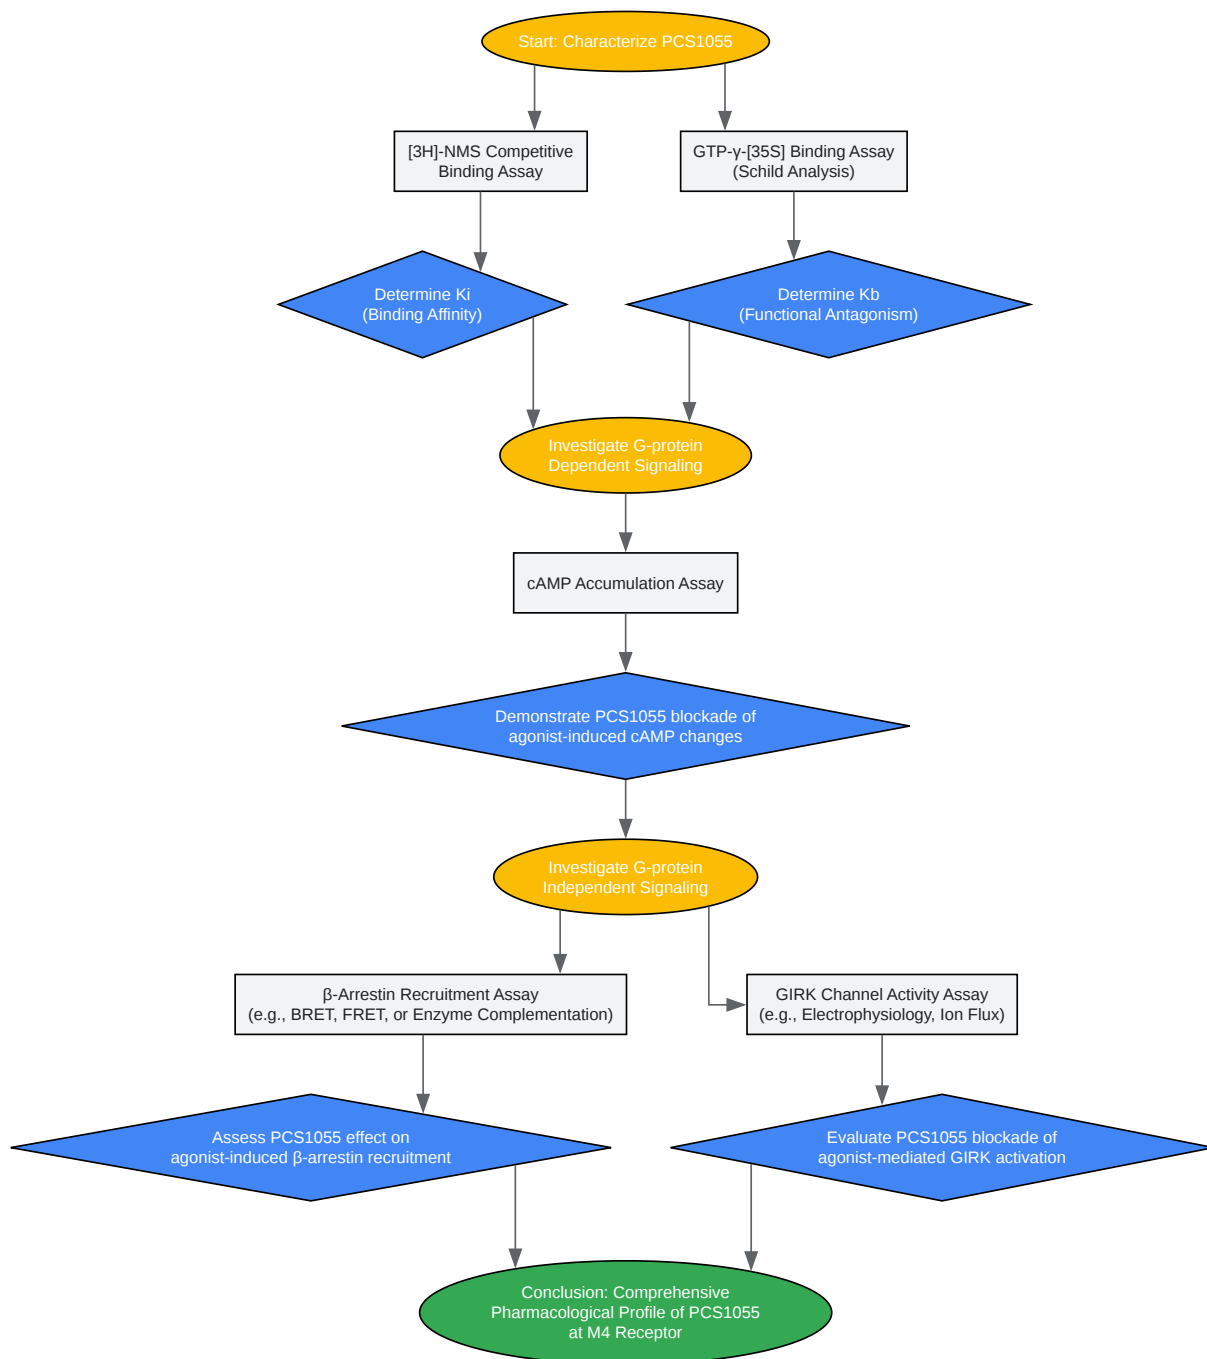 Start: Characterize PCS1055
[3H]-NMS Competitive
Binding Assay
GTP-γ-[35S] Binding Assay
(Schild Analysis)
Determine Ki
(Binding Affinity)
Determine Kb
(Functional Antagonism)
Investigate G-protein
Dependent Signaling
cAMP Accumulation Assay
Demonstrate PCS1055 blockade of
agonist-induced cAMP changes
Investigate G-protein
Independent Signaling
β-Arrestin Recruitment Assay
(e.g., BRET, FRET, or Enzyme Complementation)
GIRK Channel Activity Assay
(e.g., Electrophysiology, Ion Flux)
Assess PCS1055 effect on
agonist-induced β-arrestin recruitment
Evaluate PCS1055 blockade of
agonist-mediated GIRK activation
Conclusion: Comprehensive
Pharmacological Profile of PCS1055
at M4 Receptor